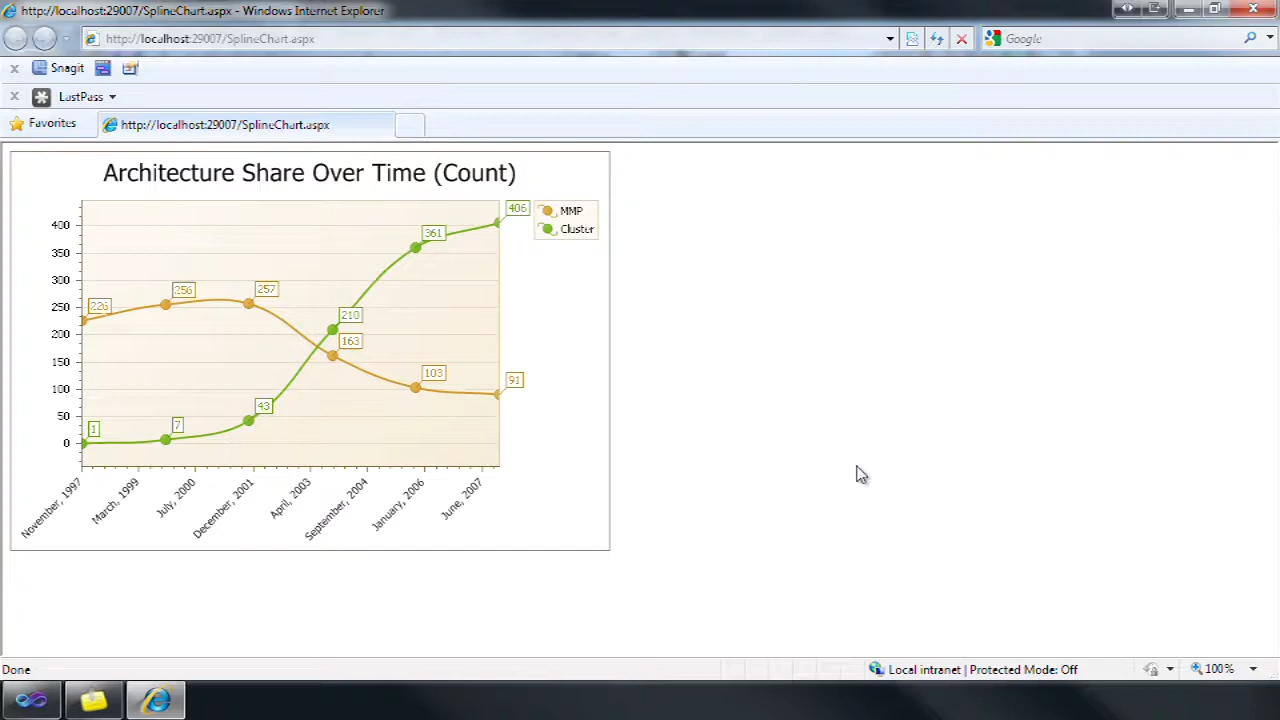 http://localhost:29007/SplineChart.aspx - Windows Internet Explorer
http://localhost:29007/SplineChart.aspx
Google
x Snagit
x LastPass
Favorites
http://localhost:29007/SplineChart.aspx
Architecture Share Over Time (Count)
406
MMP
Cluster
400
361
350
300
256
257
226
250
210
200
163
150
103
91
100
43
50
7
1
0
November, 1997
March, 1999
July, 2000
December, 2001
April, 2003
September, 2004
January, 2006
June, 2007
Done
Local intranet | Protected Mode: Off
100%